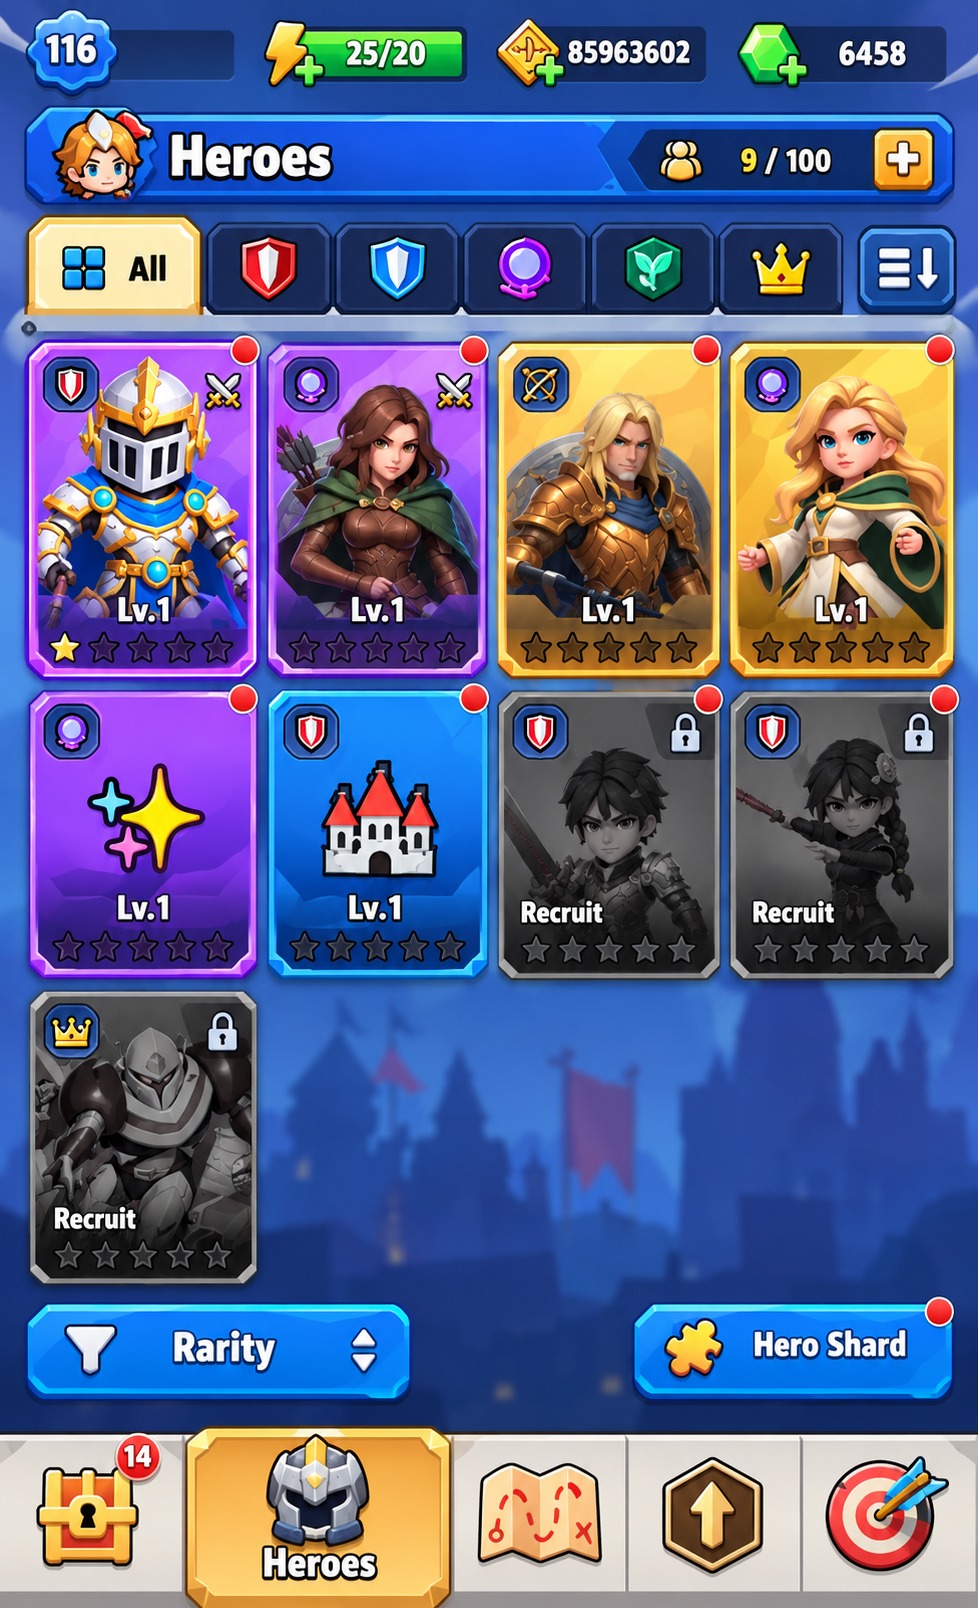 116
25/20
85963602
6458
Heroes
9 / 100
All
Lv.1
Lv.1
Lv.1
Lv.1
Lv.1
Lv.1
Recruit
Recruit
Recruit
Rarity
Hero Shard
14
Heroes